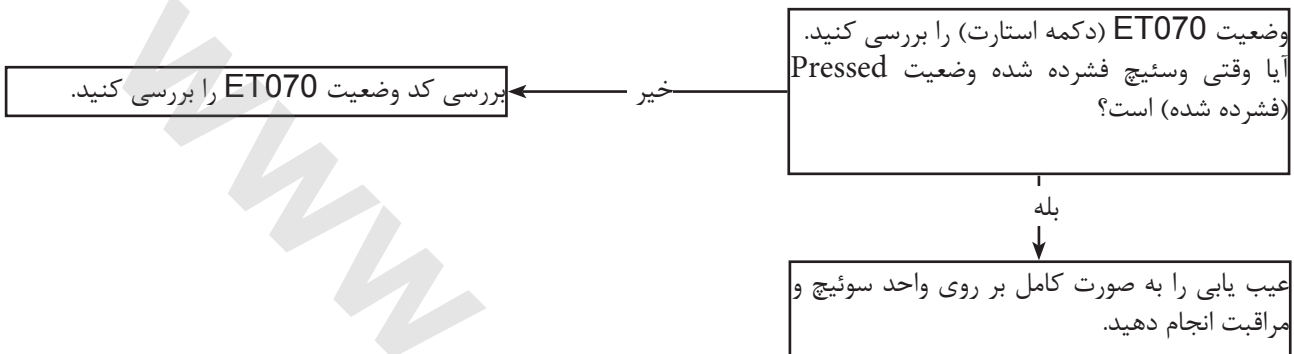 وضعیت ET070 (دکمه استارت) را بررسی کنید.
آیا وقتی وسئیچ فشرده شده وضعیت Pressed
(فشرده شده) است؟
خیر
بررسی کد وضعیت ET070 را بررسی کنید.
بله
عیب یابی را به صورت کامل بر روی واحد سوئیچ و
مراقبت انجام دهید.
www